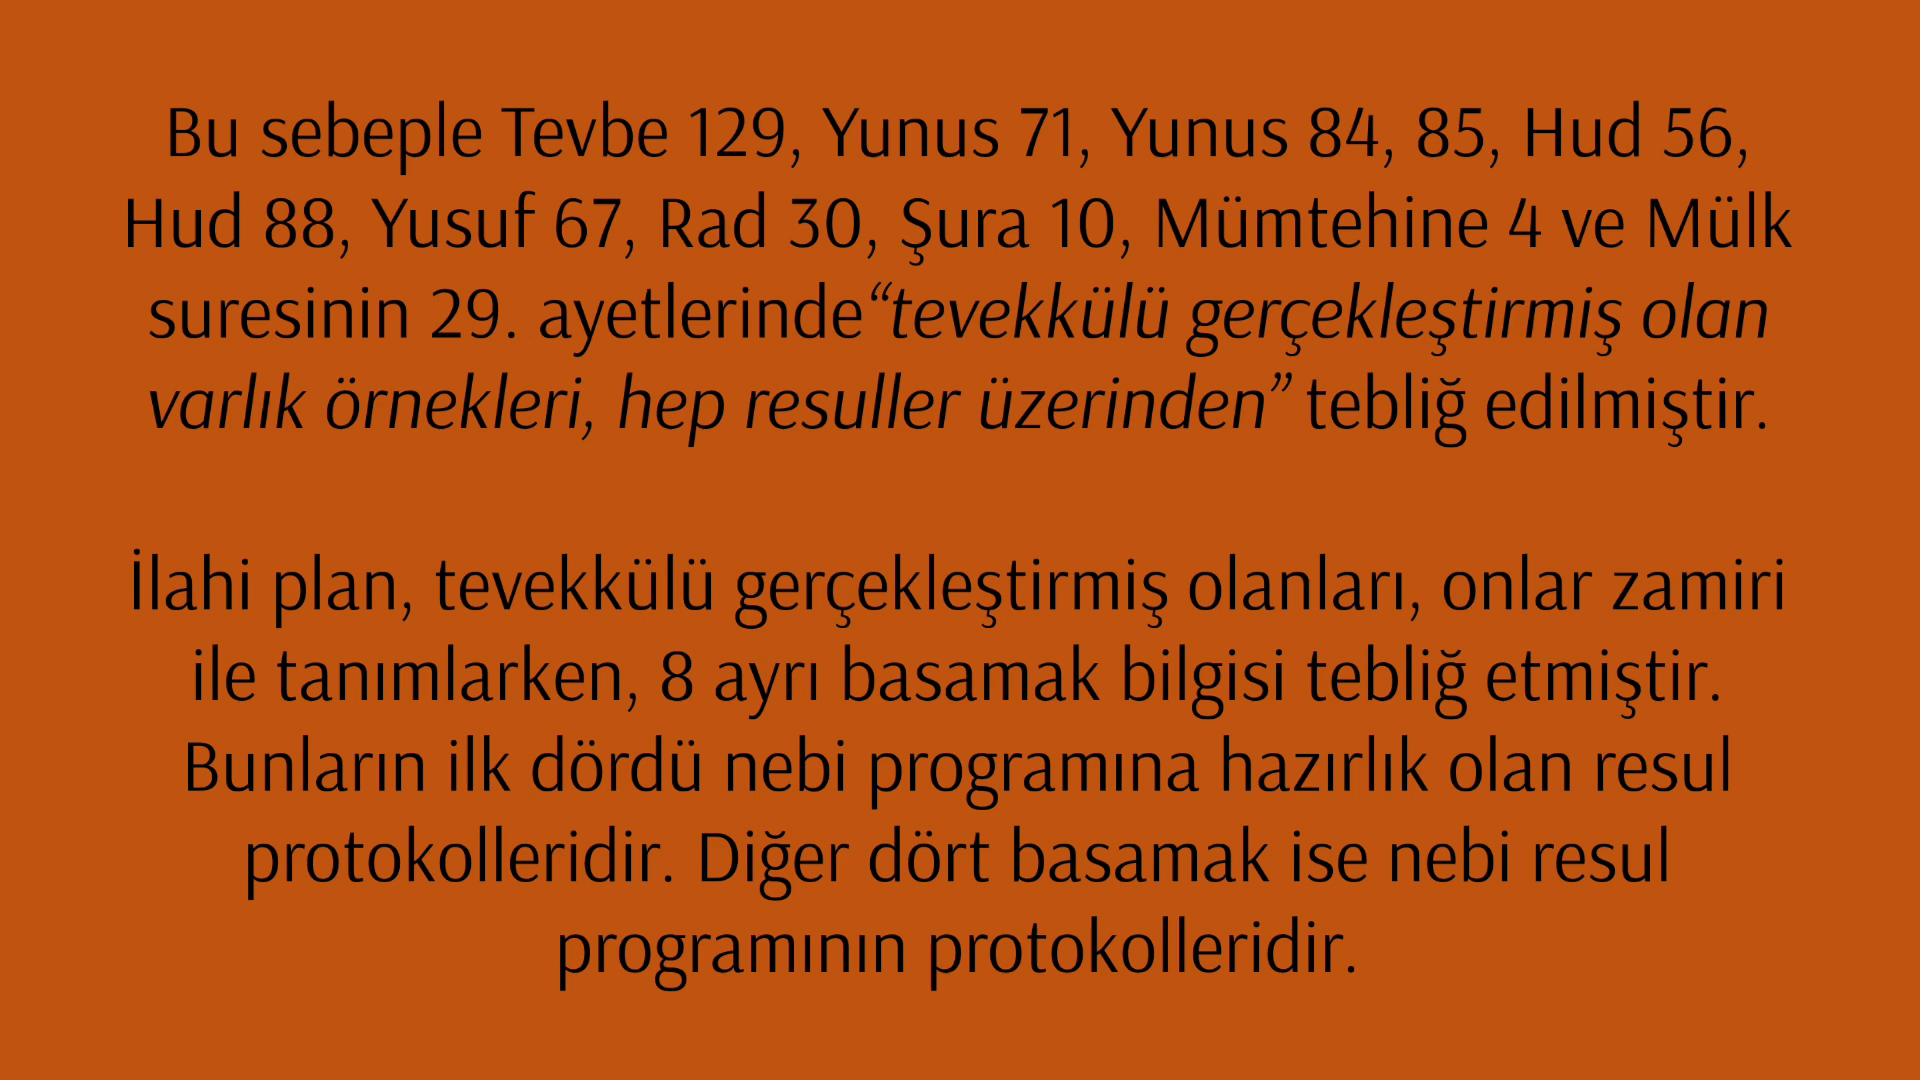 Bu sebeple Tevbe 129, Yunus 71, Yunus 84, 85, Hud 56,
Hud 88, Yusuf 67, Rad 30, Şura 10, Mümtehine 4 ve Mülk
suresinin 29. ayetlerinde“tevekkülü gerçekleştirmiş olan
varlık örnekleri, hep resuller üzerinden” tebliğ edilmiştir.
İlahi plan, tevekkülü gerçekleştirmiş olanları, onlar zamiri
ile tanımlarken, 8 ayrı basamak bilgisi tebliğ etmiştir.
Bunların ilk dördü nebi programına hazırlık olan resul
protokolleridir. Diğer dört basamak ise nebi resul
programının protokolleridir.